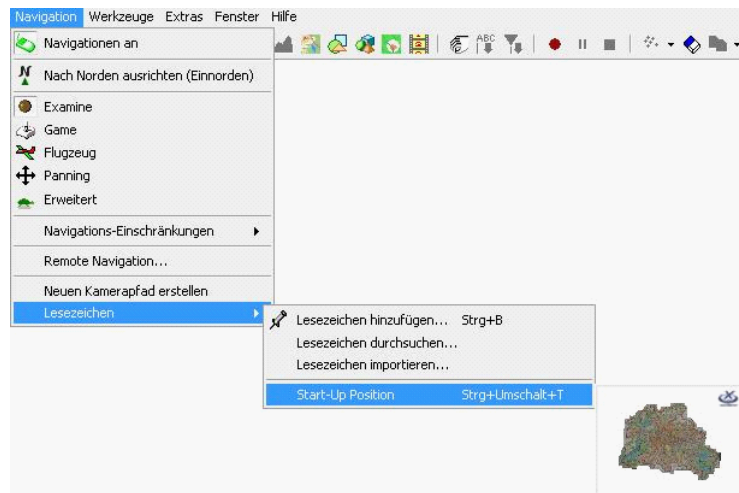 Navigation Werkzeuge Extras Fenster Hilfe
Navigationen an
ABC
N Nach Norden ausrichten (Einnorden)
Examine
Game
Flugzeug
Panning
Erweitert
Navigations-Einschränkungen
Remote Navigation...
Neuen Kamerapfad erstellen
Lesezeichen
Lesezeichen hinzufügen... Strg+B
Lesezeichen durchsuchen...
Lesezeichen importieren...
Start-Up Position Strg+Umschalt+T